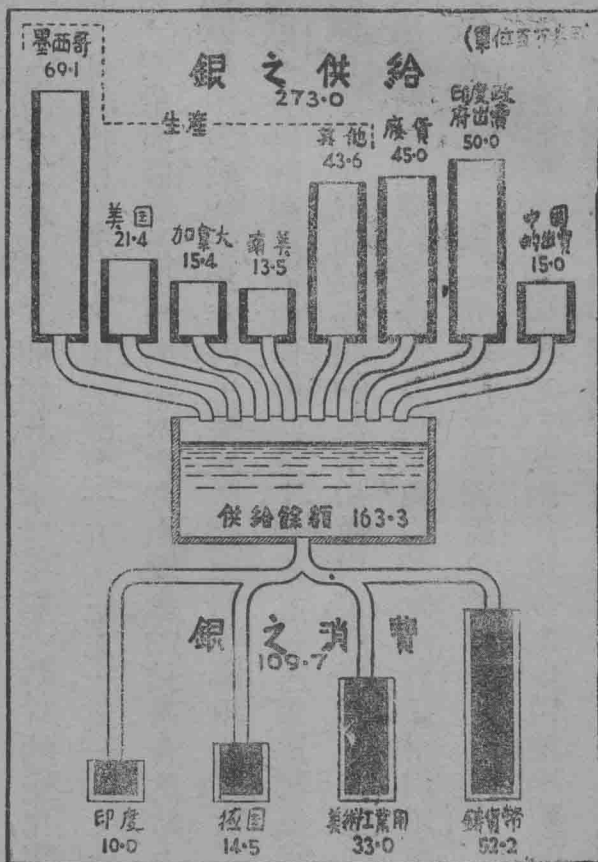 墨西哥
69.1
銀之供給
273.0
(單位百万
生產
美国
21.4
加拿大
15.4
南美
13.5
其他
43.6
廢貨
45.0
印度政
府出賣
50.0
中國
的出賣
15.0
供給餘額 163.3
銀之消費
109.7
印度
10.0
德国
14.5
美術工業用
33.0
鑄貨幣
52.2